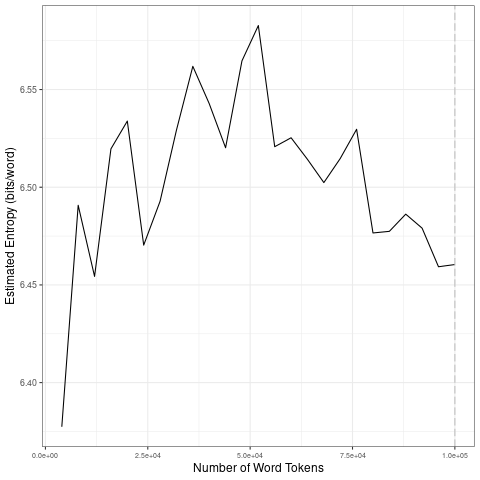 Estimated Entropy (bits/word)
6.55
6.50
6.45
6.40
0.0e+00 2.5e+04 5.0e+04 7.5e+04 1.0e+05
Number of Word Tokens